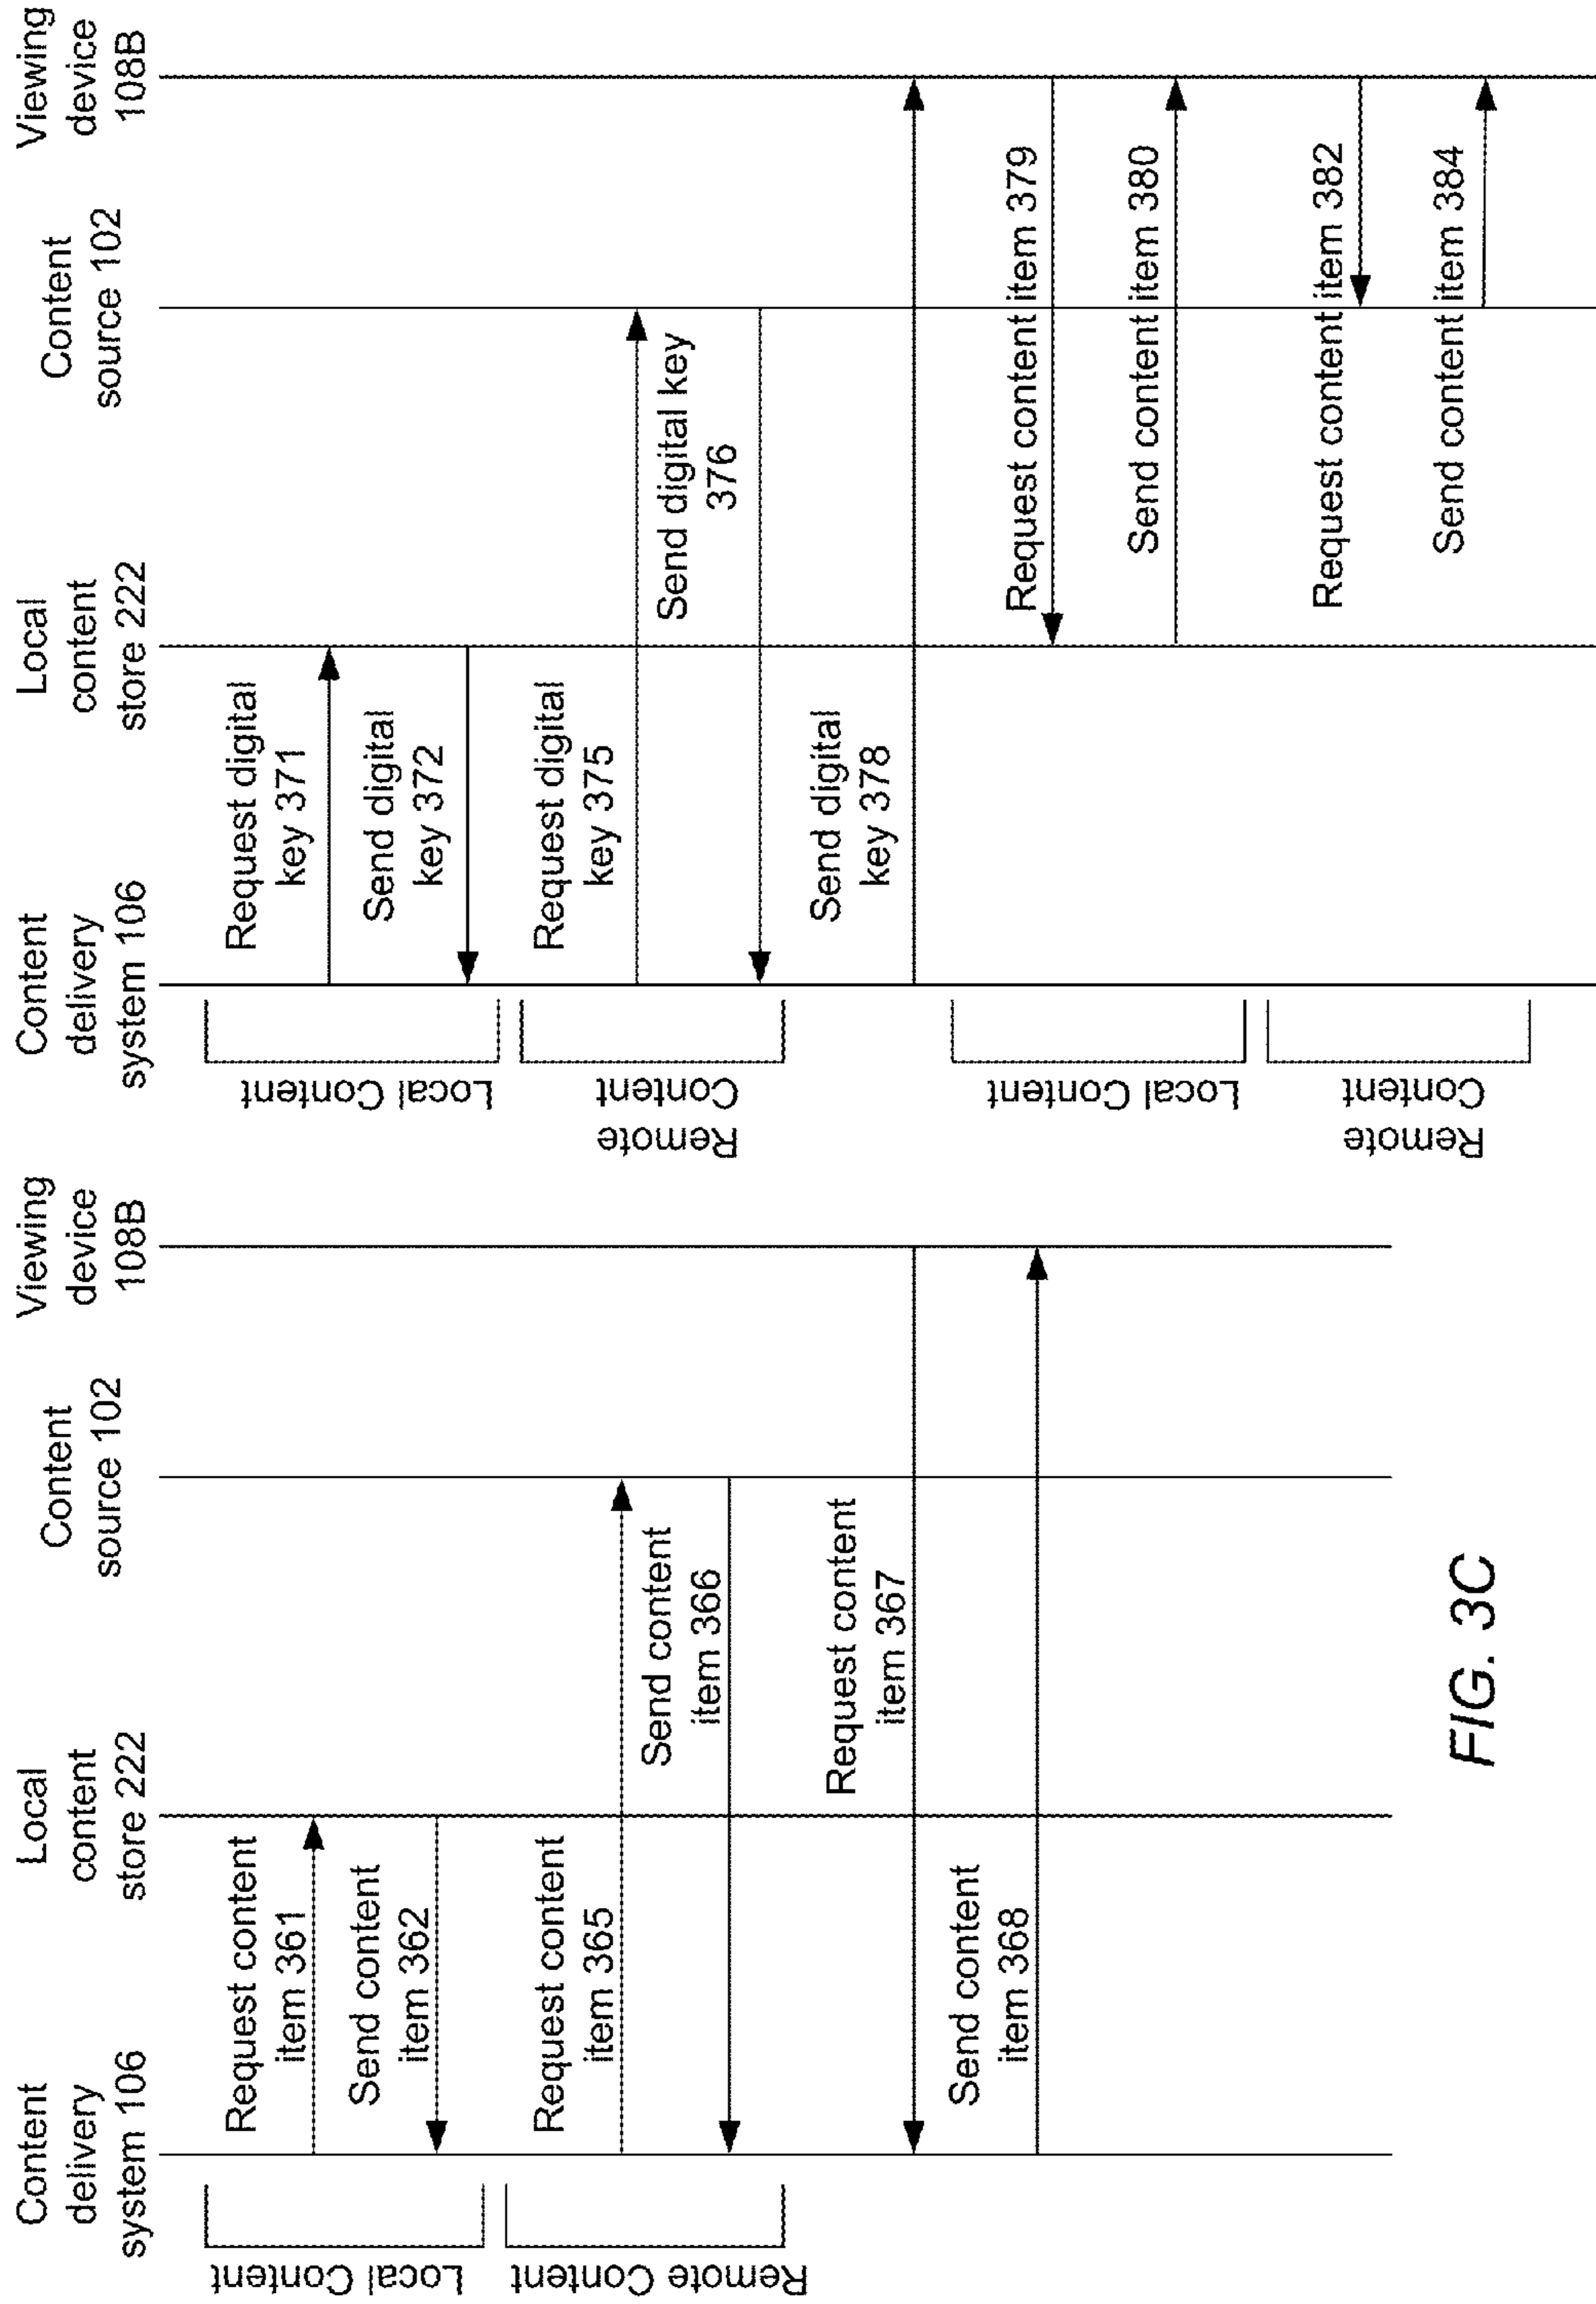 Content
delivery
system 106
Local
content
store 222
Content
source 102
Viewing
device
108B
Local Content
Request content
item 361
Send content
item 362
Remote Content
Request content
item 365
Send content
item 366
Request content
item 367
Send content
item 368
Content
delivery
system 106
Local
content
store 222
Content
source 102
Viewing
device
108B
Local Content
Request digital
key 371
Send digital
key 372
Remote
Content
Request digital
key 375
Send digital key
376
Send digital
key 378
Local Content
Request content item 379
Send content item 380
Remote
Content
Request content item 382
Send content item 384
FIG. 3C